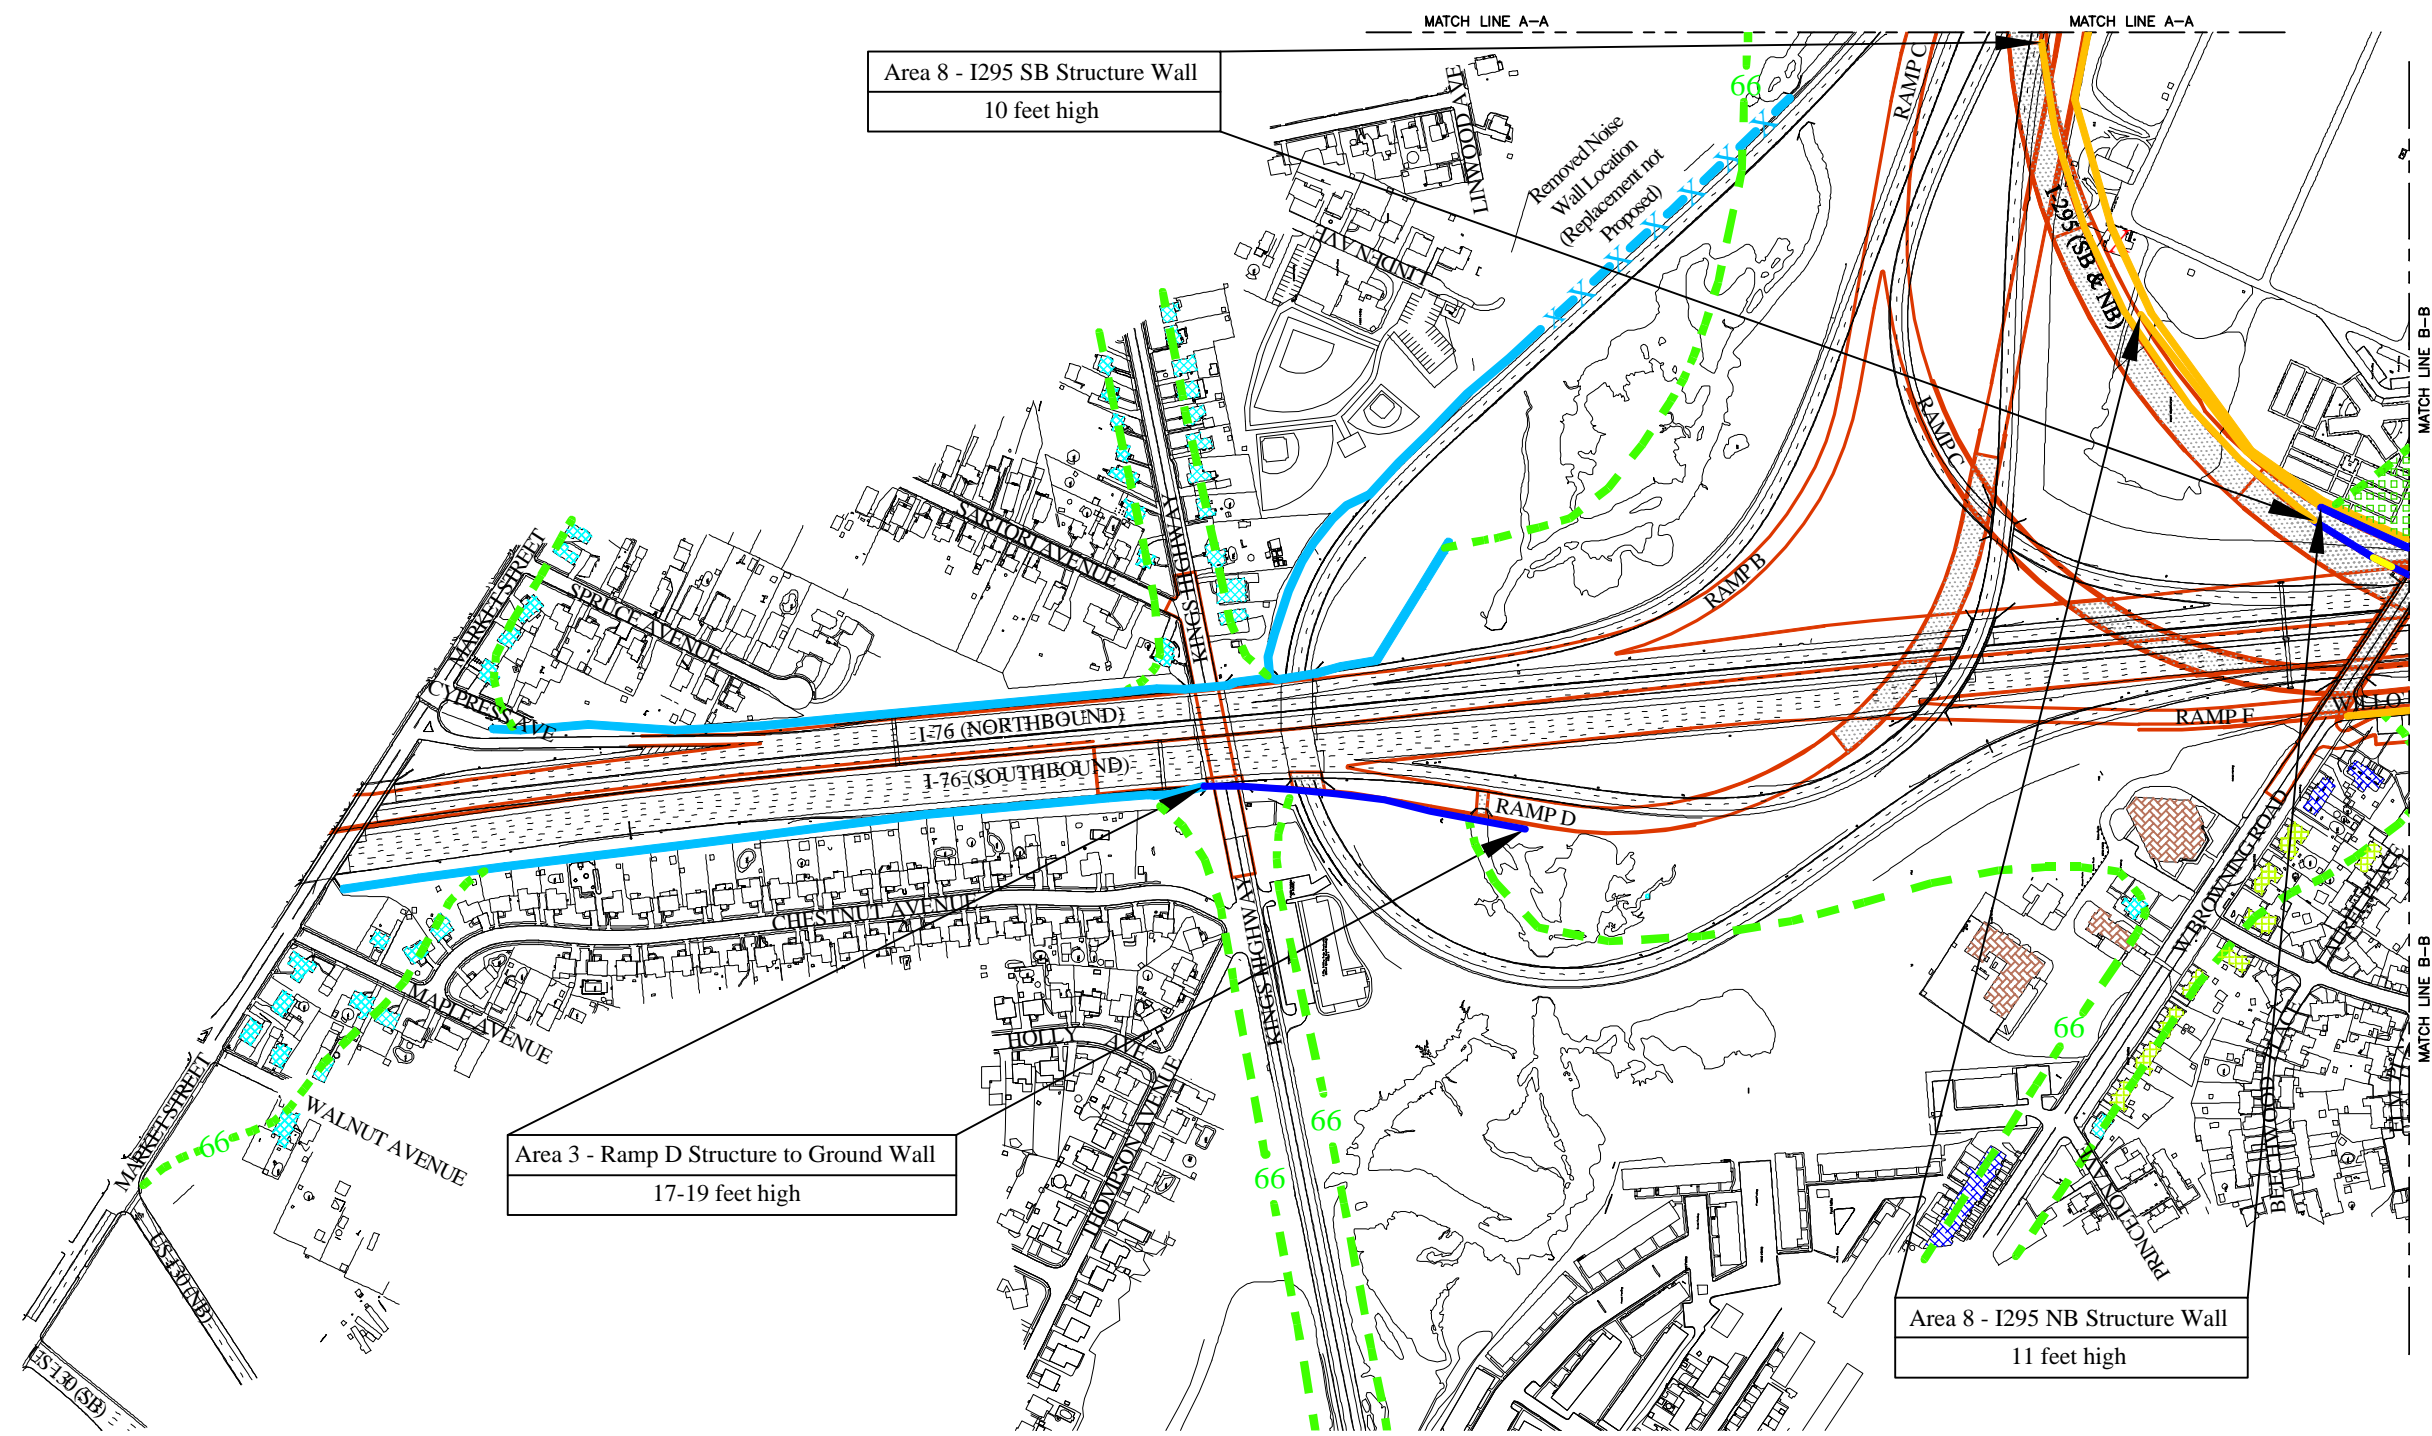 MATCH LINE A-A
MATCH LINE A-A
Area 8 - I295 SB Structure Wall
10 feet high
66
RAMP C
LINWOOD AVE
Removed Noise
Wall Location
(Replacement not
Proposed)
X X X X X X X
I-295 (SB & NB)
LINDEN AVE
MATCH LINE B-B
RAMP C
KINGS HIGHWAY
SARTORI AVENUE
MARKET STREET
SPRUCE AVENUE
RAMP B
CYPRESS AVE
I-76 (NORTHBOUND)
RAMP F
I-76 (SOUTHBOUND)
RAMP D
W. BROWNING ROAD
CHESTNUT AVENUE
KINGS HIGHWAY
MAPLE AVENUE
MATCH LINE B-B
HOLLY AVE
66
MARKET STREET
WALNUT AVENUE
66
66
66
THOMPSON AVENUE
BEECHWOOD PLACE
PRINCETON AVE
Area 3 - Ramp D Structure to Ground Wall
17-19 feet high
US-130 (NB)
Area 8 - I295 NB Structure Wall
11 feet high